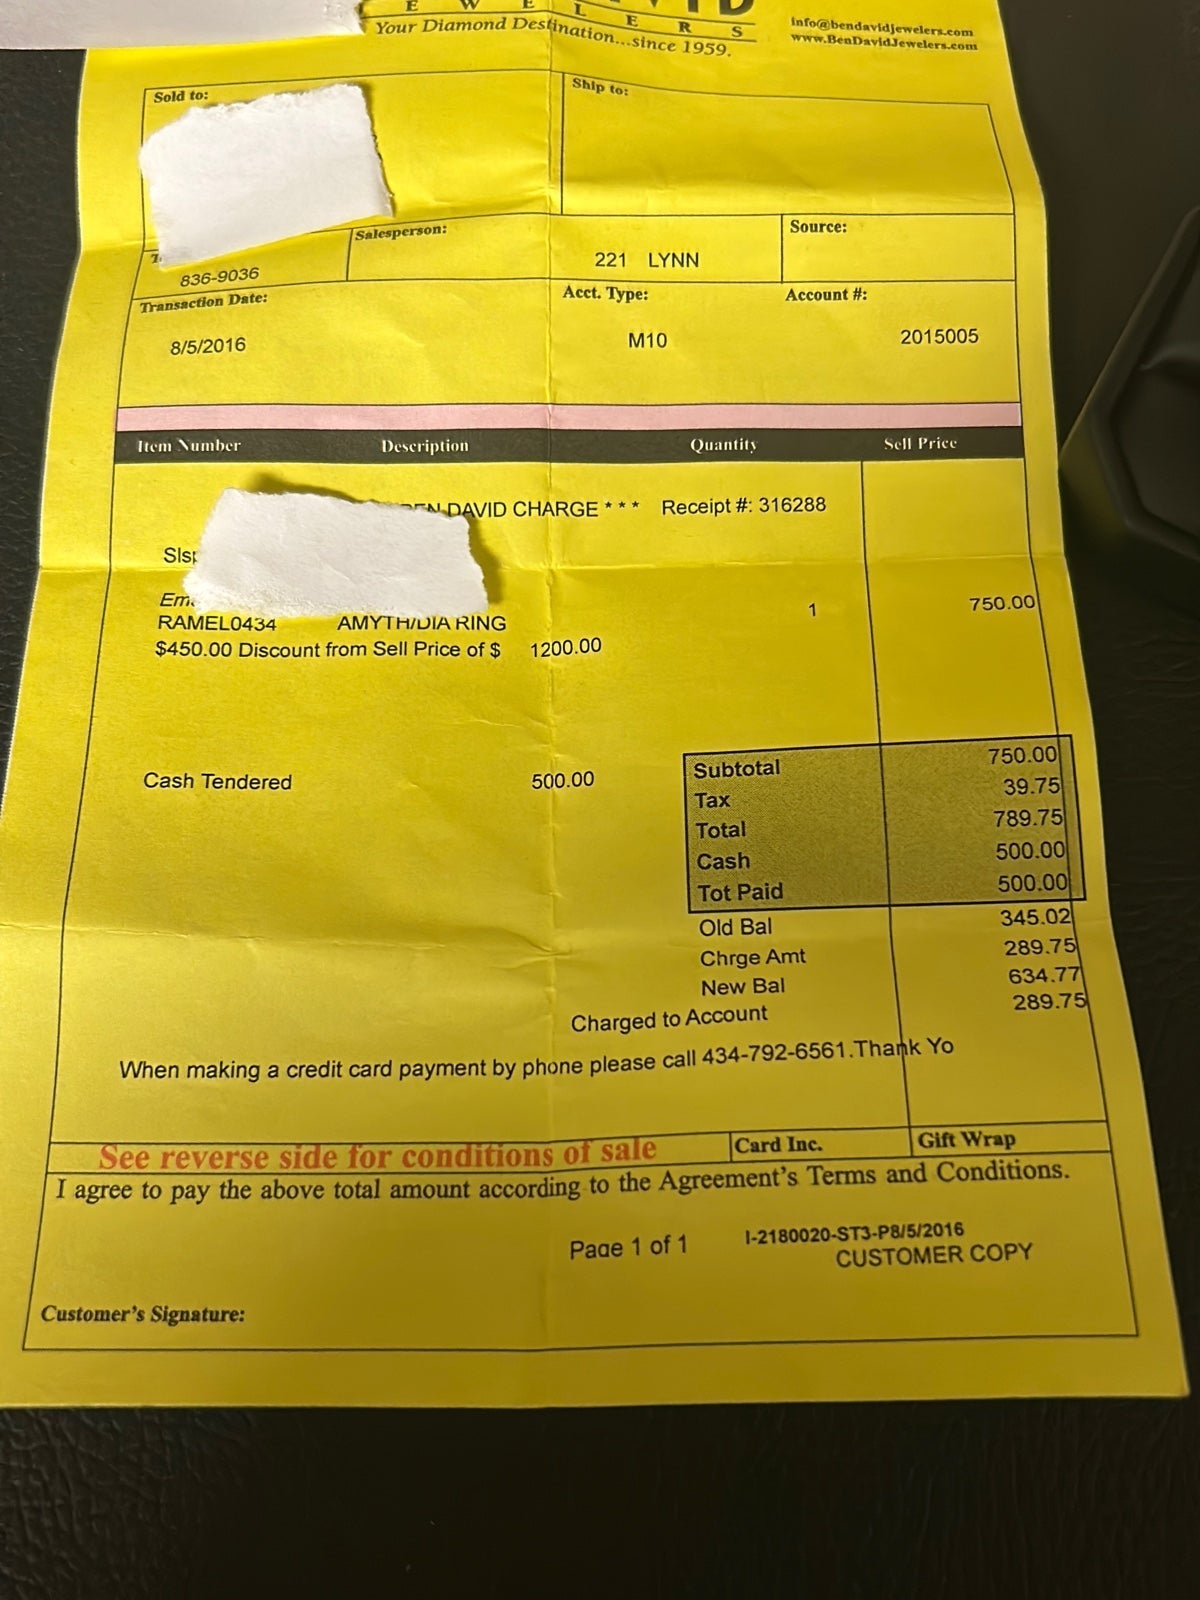 E W E L E R S
Your Diamond Destination...since 1959.
info@bendavidjewelers.com
www.BenDavidJewelers.com
Sold to:
Ship to:
836-9036
Salesperson:
221 LYNN
Source:
Transaction Date:
Acct. Type:
Account #:
8/5/2016
M10
2015005
Item Number Description Quantity Sell Price
DAVID CHARGE * * * Receipt #: 316288
RAMEL0434 AMYTH/DIA RING 1 750.00
$450.00 Discount from Sell Price of $ 1200.00
Cash Tendered 500.00
Subtotal 750.00
Tax 39.75
Total 789.75
Cash 500.00
Tot Paid 500.00
Old Bal 345.02
Chrge Amt 289.75
New Bal 634.77
Charged to Account 289.75
When making a credit card payment by phone please call 434-792-6561.Thank Yo
See reverse side for conditions of sale
Card Inc.
Gift Wrap
I agree to pay the above total amount according to the Agreement's Terms and Conditions.
Page 1 of 1
I-2180020-ST3-P8/5/2016
CUSTOMER COPY
Customer's Signature: